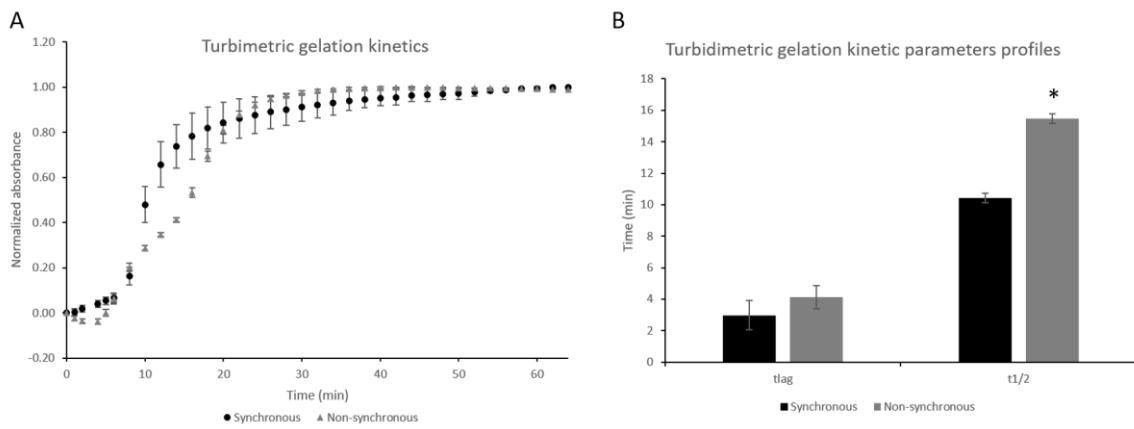 A
Turbimetric gelation kinetics
Normalized absorbance
1.20
1.00
0.80
0.60
0.40
0.20
0.00
-0.20
0 10 20 30 40 50 60
Time (min)
Synchronous Non-synchronous
B
Turbidimetric gelation kinetic parameters profiles
Time (min)
18
16
14
12
10
8
6
4
2
0
*
tlag t1/2
Synchronous Non-synchronous